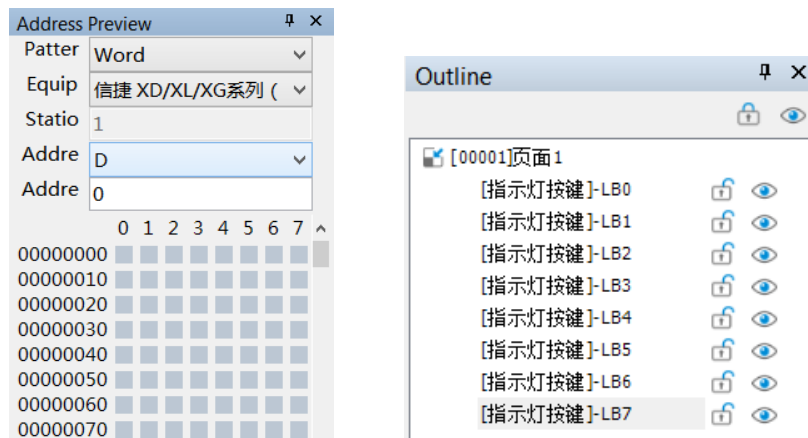 Address Preview
Patter Word
Equip 信捷 XD/XL/XG系列 (
Statio 1
Addre D
Addre 0
0 1 2 3 4 5 6 7
00000000
00000010
00000020
00000030
00000040
00000050
00000060
00000070
Outline
[00001]页面1
[指示灯按键]-LB0
[指示灯按键]-LB1
[指示灯按键]-LB2
[指示灯按键]-LB3
[指示灯按键]-LB4
[指示灯按键]-LB5
[指示灯按键]-LB6
[指示灯按键]-LB7